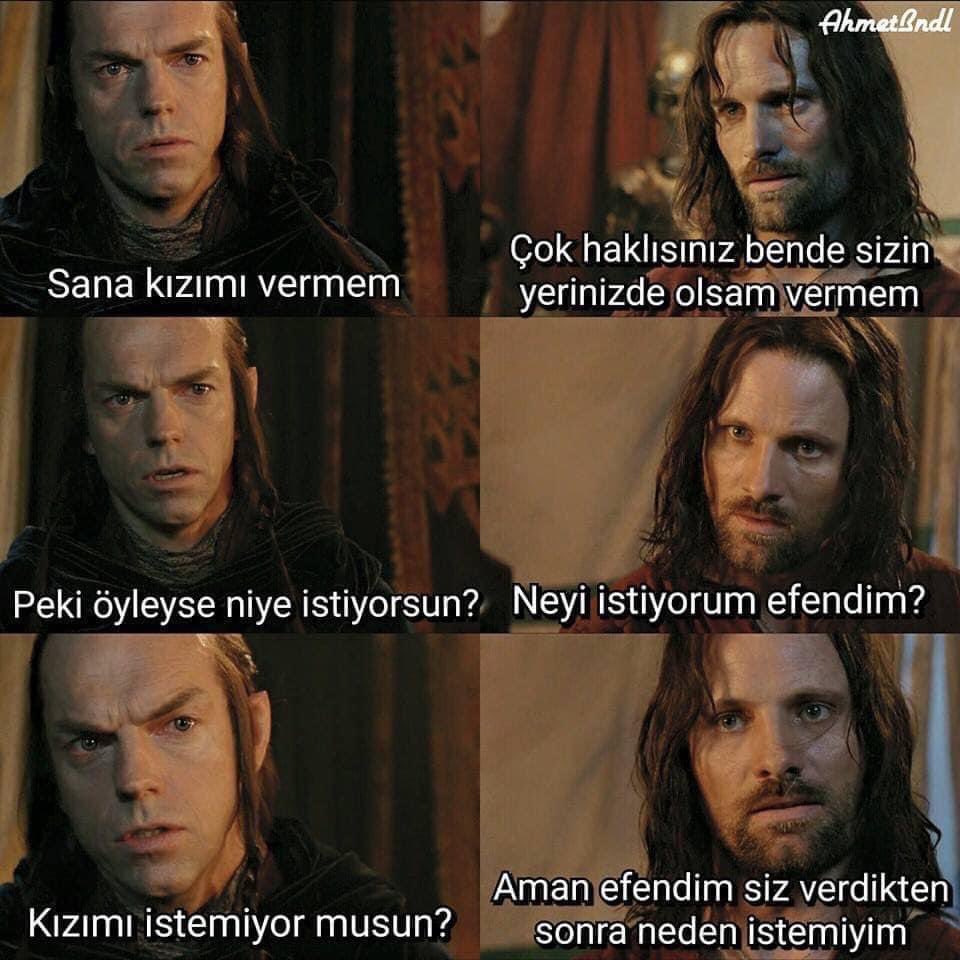 AhmetBndl
Sana kızımı vermem
Çok haklısınız bende sizin
yerinizde olsam vermem
Peki öyleyse niye istiyorsun?
Neyi istiyorum efendim?
Kızımı istemiyor musun?
Aman efendim siz verdikten
sonra neden istemiyim